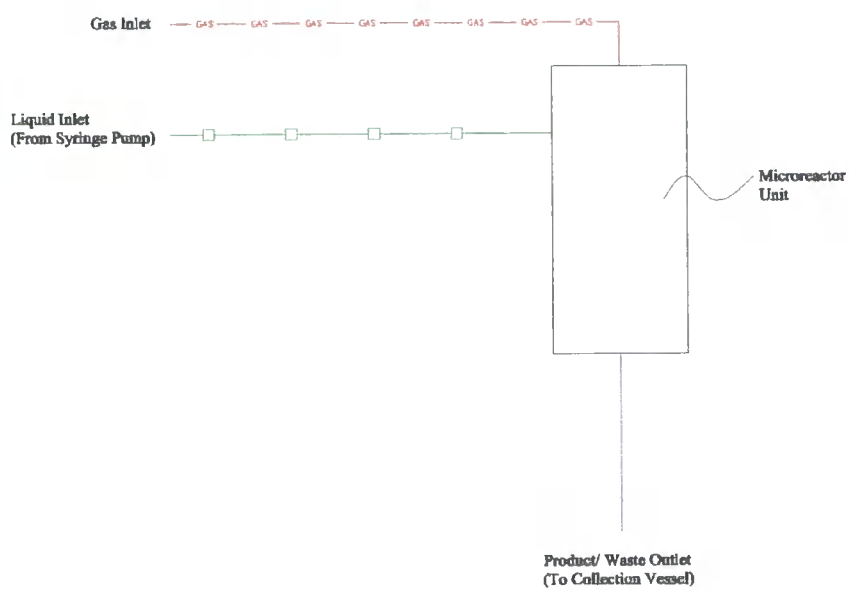 Gas Inlet
GAS GAS GAS GAS GAS GAS GAS GAS
Liquid Inlet
(From Syringe Pump)
Microreactor
Unit
Product/ Waste Outlet
(To Collection Vessel)